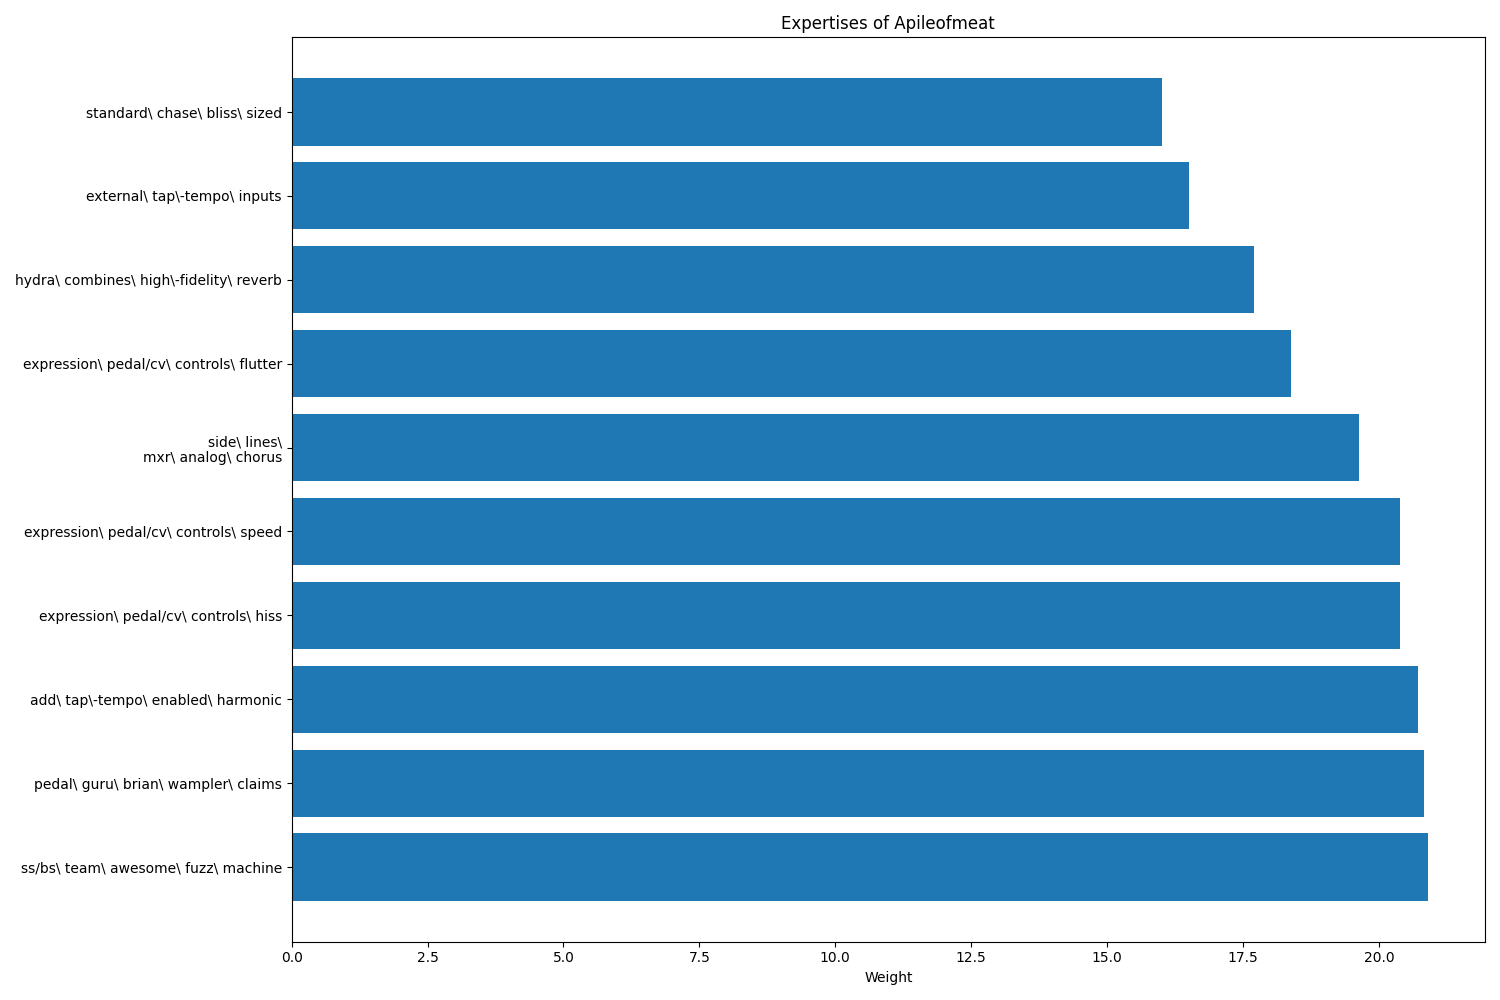 Expertises of Apileofmeat
standard\ chase\ bliss\ sized
external\ tap\-tempo\ inputs
hydra\ combines\ high\-fidelity\ reverb
expression\ pedal/cv\ controls\ flutter
side\ lines\
mxr\ analog\ chorus
expression\ pedal/cv\ controls\ speed
expression\ pedal/cv\ controls\ hiss
add\ tap\-tempo\ enabled\ harmonic
pedal\ guru\ brian\ wampler\ claims
ss/bs\ team\ awesome\ fuzz\ machine
0.0 2.5 5.0 7.5 10.0 12.5 15.0 17.5 20.0
Weight